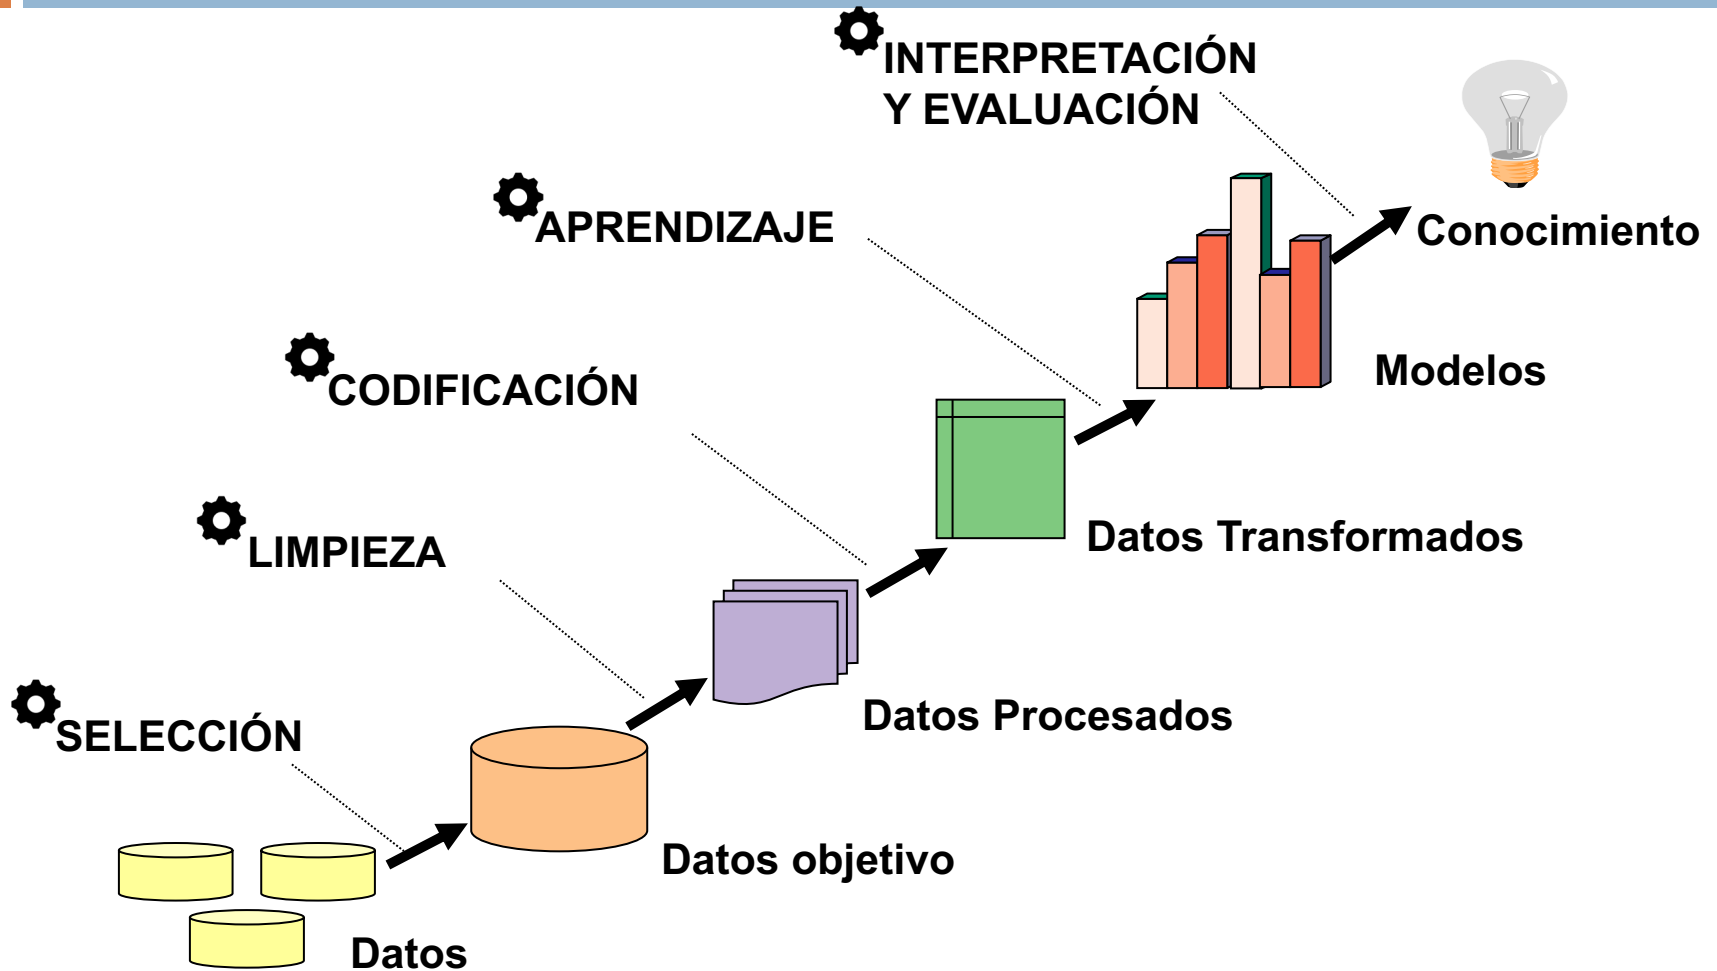 INTERPRETACIÓN
Y EVALUACIÓN
Conocimiento
APRENDIZAJE
Modelos
CODIFICACIÓN
Datos Transformados
LIMPIEZA
Datos Procesados
SELECCIÓN
Datos objetivo
Datos